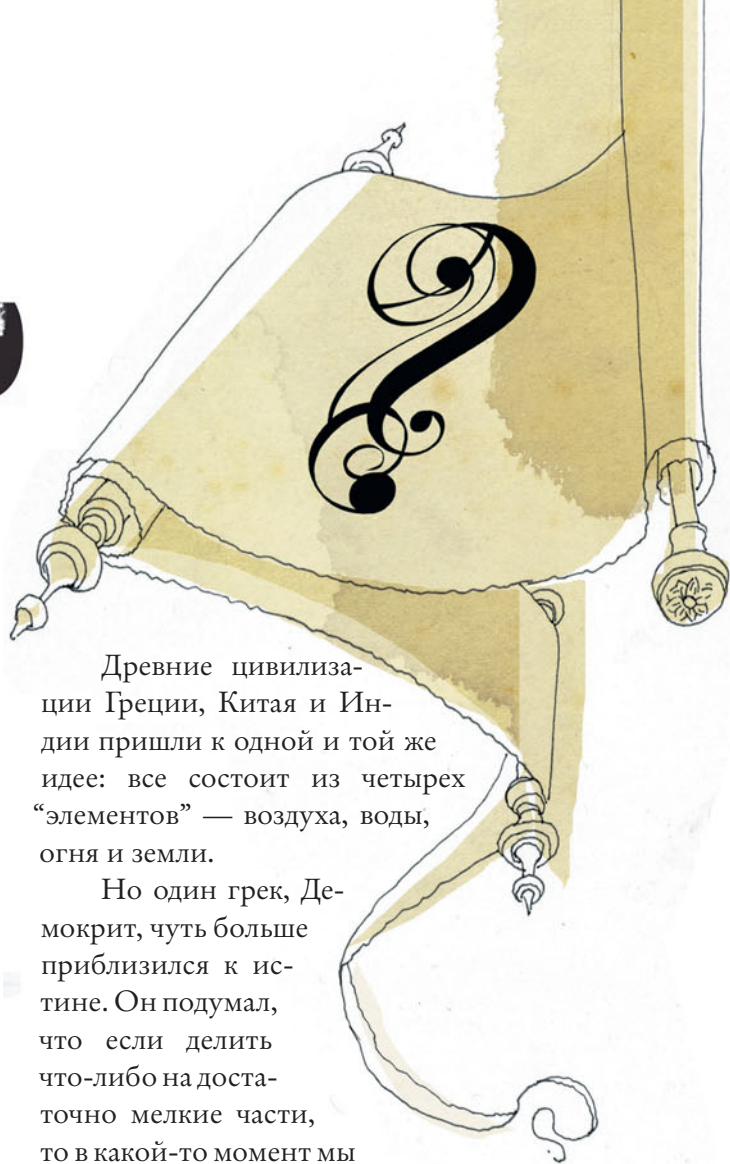 Древние цивилиза-
ции Греции, Китая и Ин-
дии пришли к одной и той же
идее: все состоит из четырех
“элементов” — воздуха, воды,
огня и земли.
Но один грек, Де-
мокрит, чуть больше
приблизился к ис-
тине. Он подумал,
что если делить
что-либо на доста-
точно мелкие части,
то в какой-то момент мы